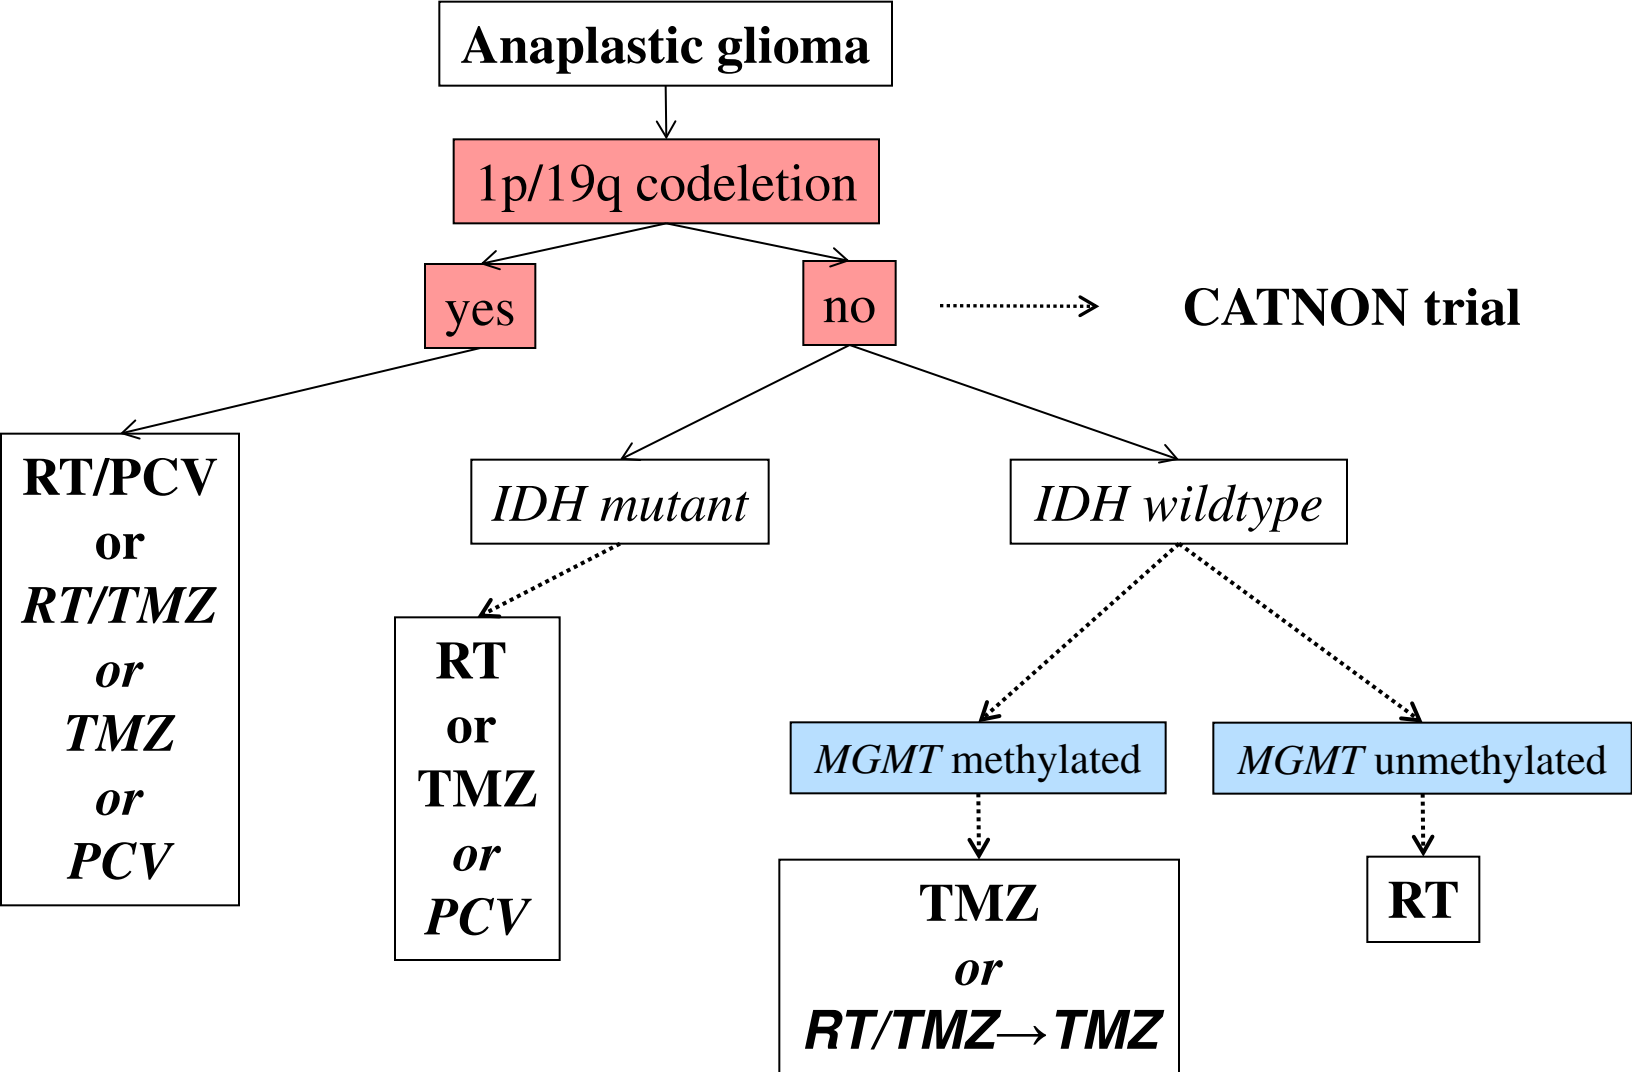 Anaplastic glioma
1p/19q codeletion
yes
no
CATNON trial
RT/PCV
or
RT/TMZ
or
TMZ
or
PCV
IDH mutant
IDH wildtype
RT
or
TMZ
or
PCV
MGMT methylated
MGMT unmethylated
TMZ
or
RT/TMZ→TMZ
RT